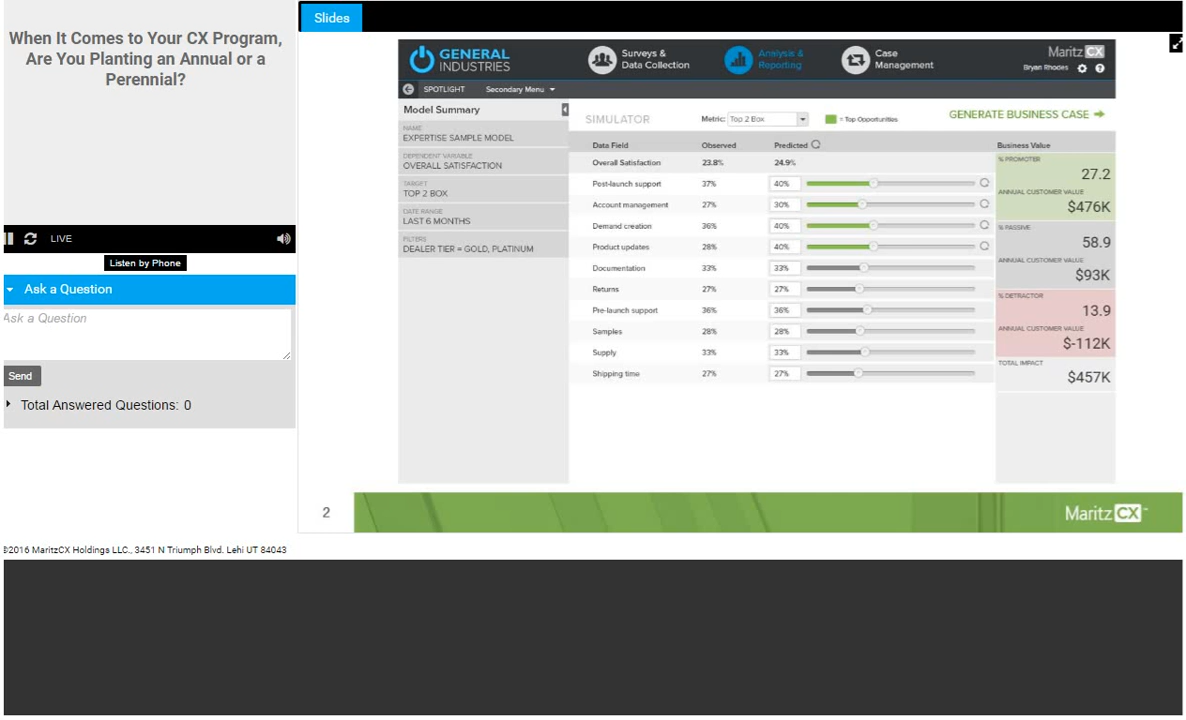 When It Comes to Your CX Program,
Are You Planting an Annual or a
Perennial?
LIVE
Listen by Phone
Ask a Question
Ask a Question
Send
Total Answered Questions: 0
Slides
GENERAL
INDUSTRIES
Surveys &
Data Collection
Analysis &
Reporting
Case
Management
Maritz CX
Bryan Rhodes
SPOTLIGHT Secondary Menu
Model Summary
NAME
EXPERTISE SAMPLE MODEL
DEPENDENT VARIABLE
OVERALL SATISFACTION
TARGET
TOP 2 BOX
DATE RANGE
LAST 6 MONTHS
FILTERS
DEALER TIER = GOLD, PLATINUM
SIMULATOR Metric: Top 2 Box = Top Opportunities GENERATE BUSINESS CASE
Data Field Observed Predicted
Overall Satisfaction 23.8% 24.9%
Post-launch support 37% 40%
Account management 27% 30%
Demand creation 36% 40%
Product updates 28% 40%
Documentation 33% 33%
Returns 27% 27%
Pre-launch support 36% 36%
Samples 28% 28%
Supply 33% 33%
Shipping time 27% 27%
Business Value
% PROMOTER
27.2
ANNUAL CUSTOMER VALUE
$476K
% PASSIVE
58.9
ANNUAL CUSTOMER VALUE
$93K
% DETRACTOR
13.9
ANNUAL CUSTOMER VALUE
$-112K
TOTAL IMPACT
$457K
2
Maritz CX
©2016 MaritzCX Holdings LLC., 3451 N Triumph Blvd. Lehi UT 84043